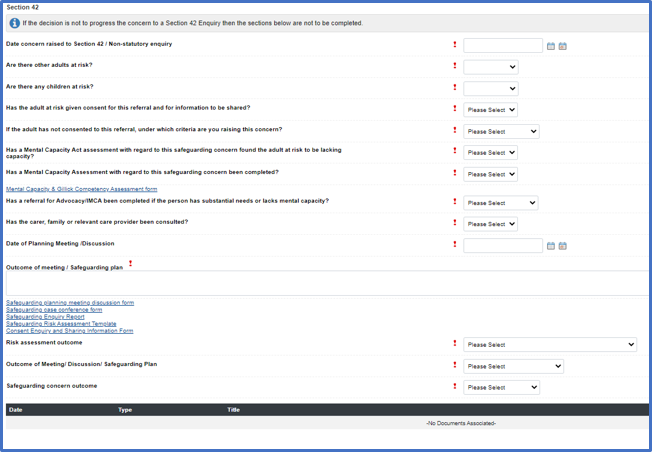 Section 42
If the decision is not to progress the concern to a Section 42 Enquiry then the sections below are not to be completed.
Date concern raised to Section 42 / Non-statutory enquiry
Are there other adults at risk?
Are there any children at risk?
Has the adult at risk given consent for this referral and for information to be shared? Please Select
If the adult has not consented to this referral, under which criteria are you raising this concern? Please Select
Has a Mental Capacity Act assessment with regard to this safeguarding concern found the adult at risk to be lacking
capacity? Please Select
Has a Mental Capacity Assessment with regard to this safeguarding concern been completed? Please Select
Mental Capacity & Gillick Competency Assessment form
Has a referral for Advocacy/IMCA been completed if the person has substantial needs or lacks mental capacity? Please Select
Has the carer, family or relevant care provider been consulted? Please Select
Date of Planning Meeting /Discussion
Outcome of meeting / Safeguarding plan
Safeguarding planning meeting discussion form
Safeguarding case conference form
Safeguarding Enquiry Report
Safeguarding Risk Assessment Template
Consent Enquiry and Sharing Information Form
Risk assessment outcome Please Select
Outcome of Meeting/ Discussion/ Safeguarding Plan Please Select
Safeguarding concern outcome Please Select
Date Type Title
-No Documents Associated-